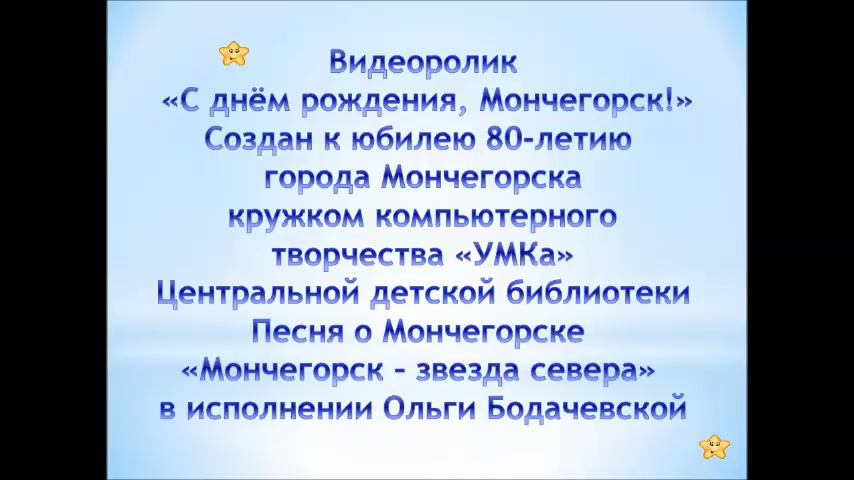 Видеоролик
«С днём рождения, Мончегорск!»
Создан к юбилею 80-летию
города Мончегорска
кружком компьютерного
творчества «УМКа»
Центральной детской библиотеки
Песня о Мончегорске
«Мончегорск – звезда севера»
в исполнении Ольги Бодачевской